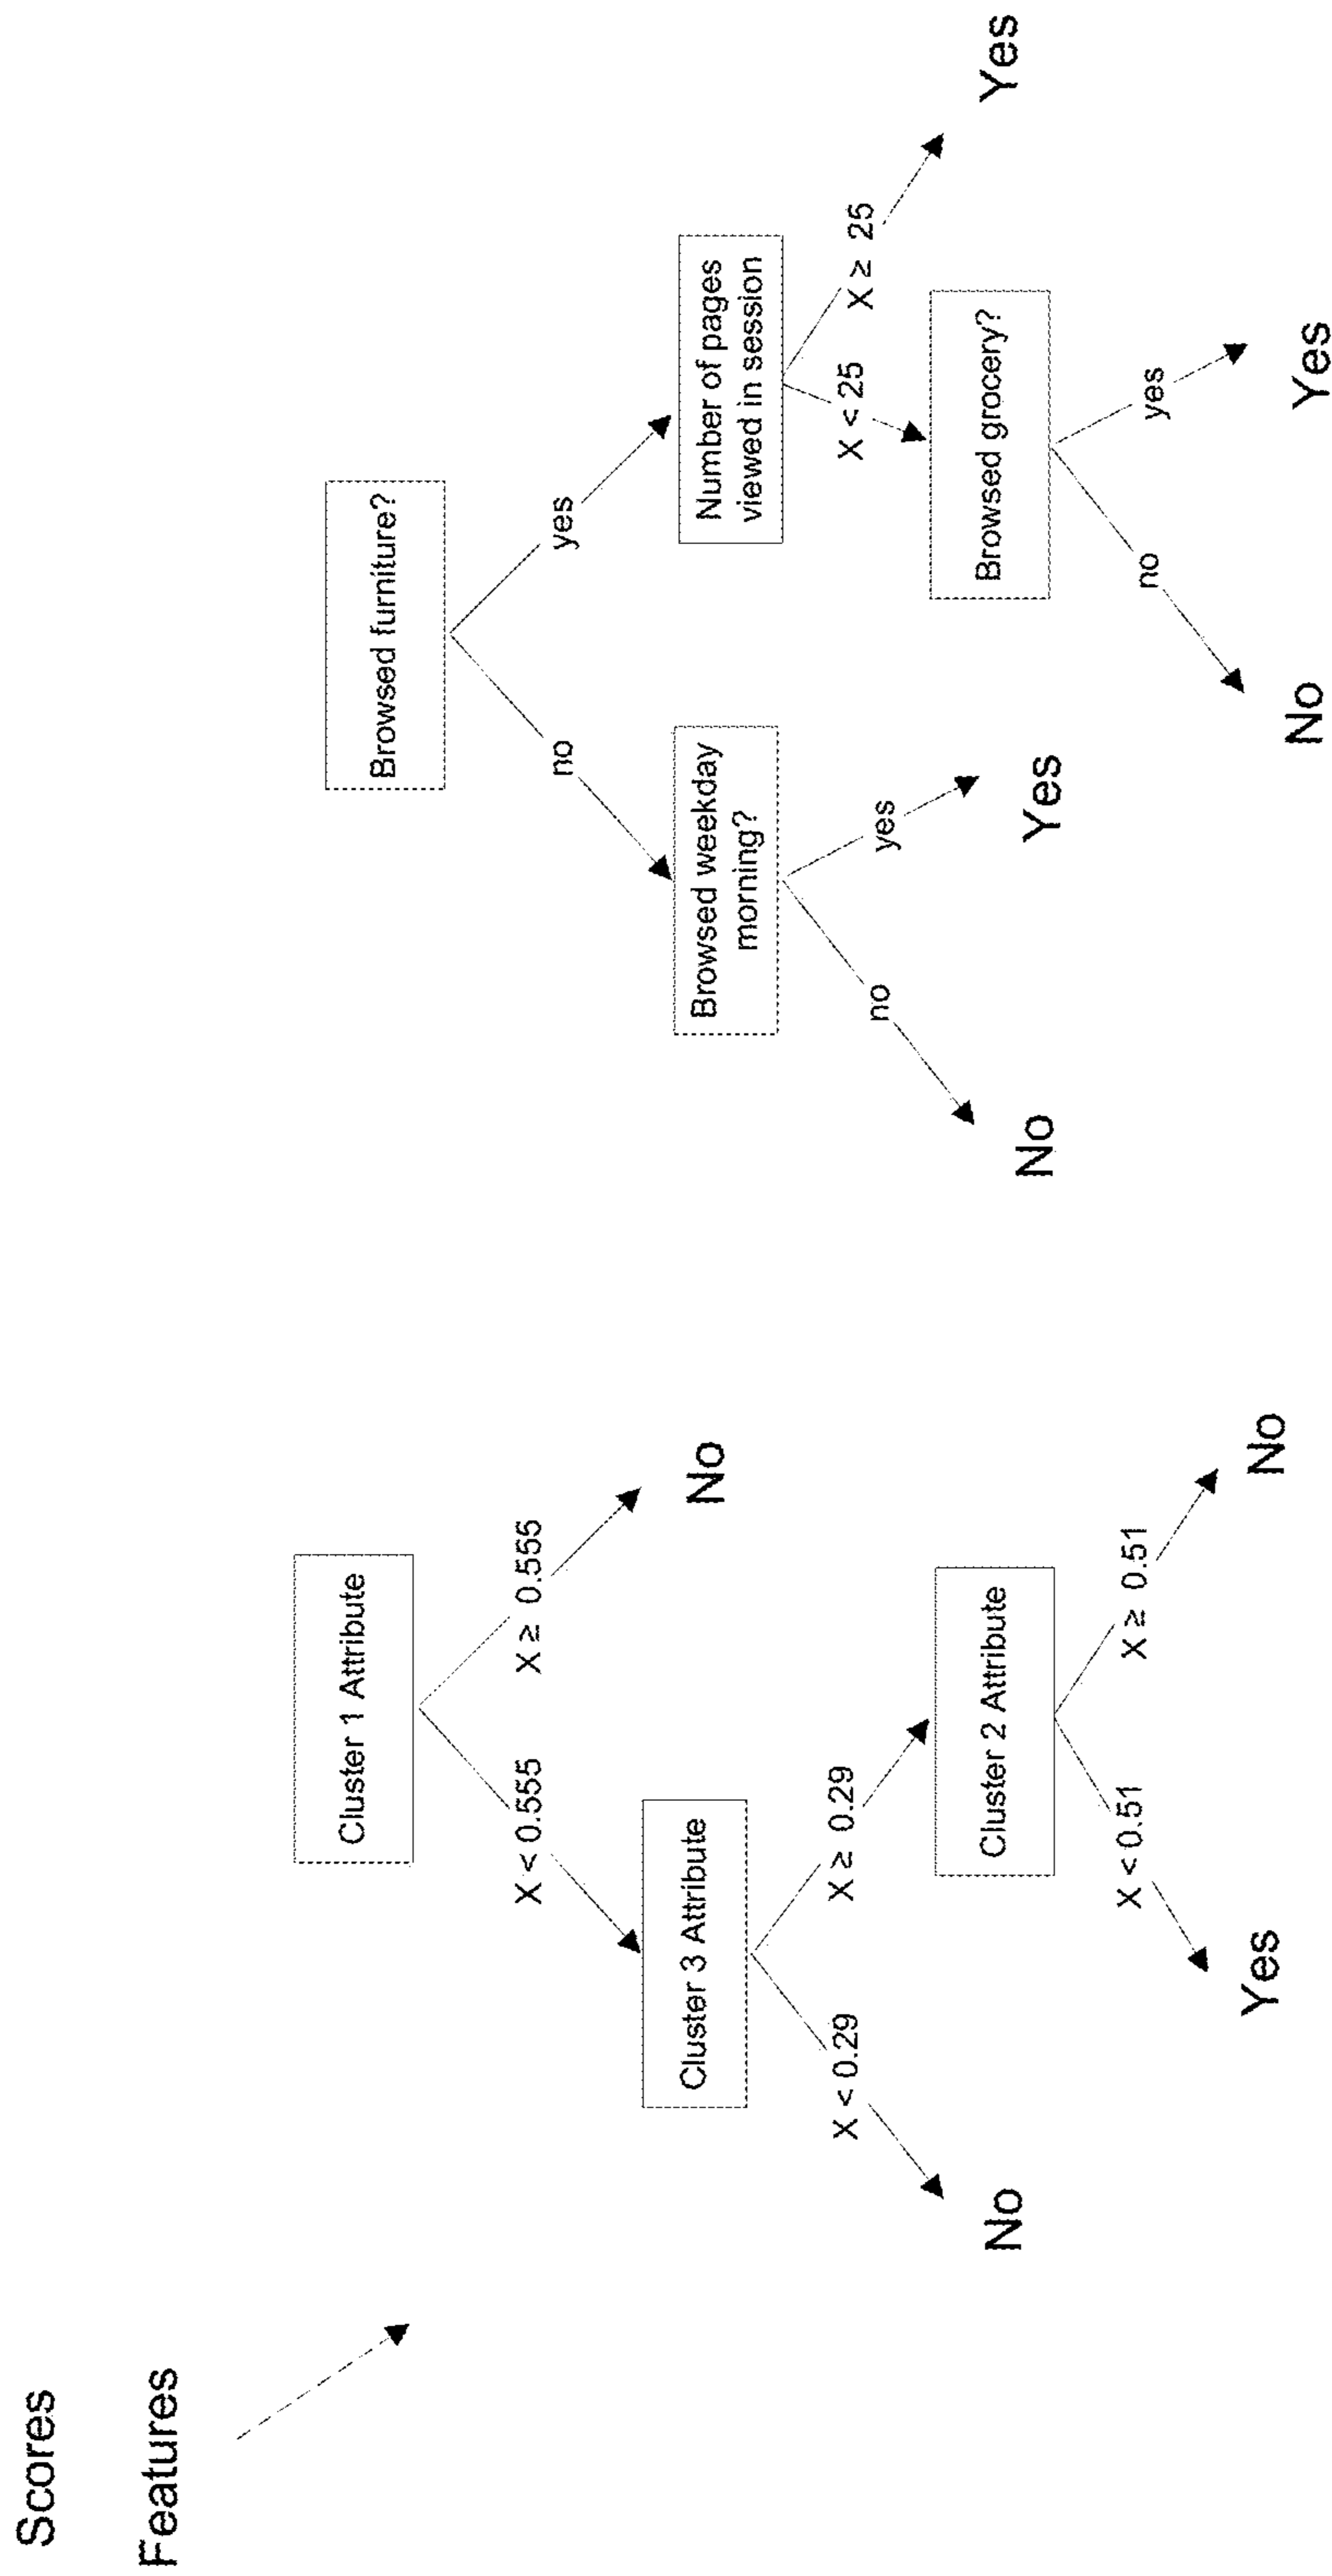 Scores
Features
Cluster 1 Attribute
X < 0.555
X ≥ 0.555
No
Cluster 3 Attribute
X < 0.29
X ≥ 0.29
No
Cluster 2 Attribute
X < 0.51
X ≥ 0.51
Yes
No
Browsed furniture?
no
yes
Browsed weekday
morning?
no
yes
No
Yes
Number of pages
viewed in session
X < 25
X ≥ 25
Yes
Browsed grocery?
no
yes
No
Yes